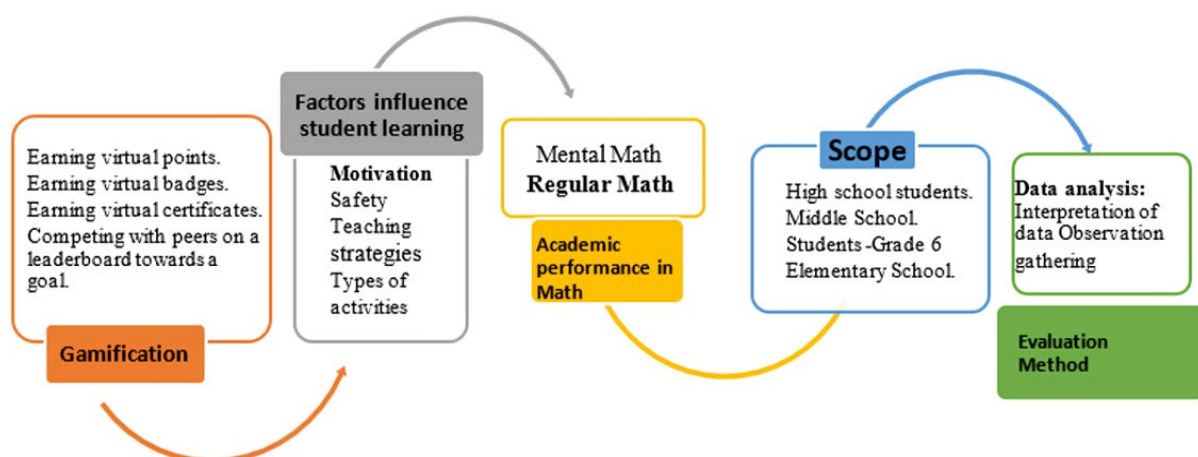 Earning virtual points.
Earning virtual badges.
Earning virtual certificates.
Competing with peers on a
leaderboard towards a
goal.
Gamification
Factors influence
student learning
Motivation
Safety
Teaching
strategies
Types of
activities
Mental Math
Regular Math
Academic
performance in
Math
Scope
High school students.
Middle School.
Students -Grade 6
Elementary School.
Data analysis:
Interpretation of
data Observation
gathering
Evaluation
Method